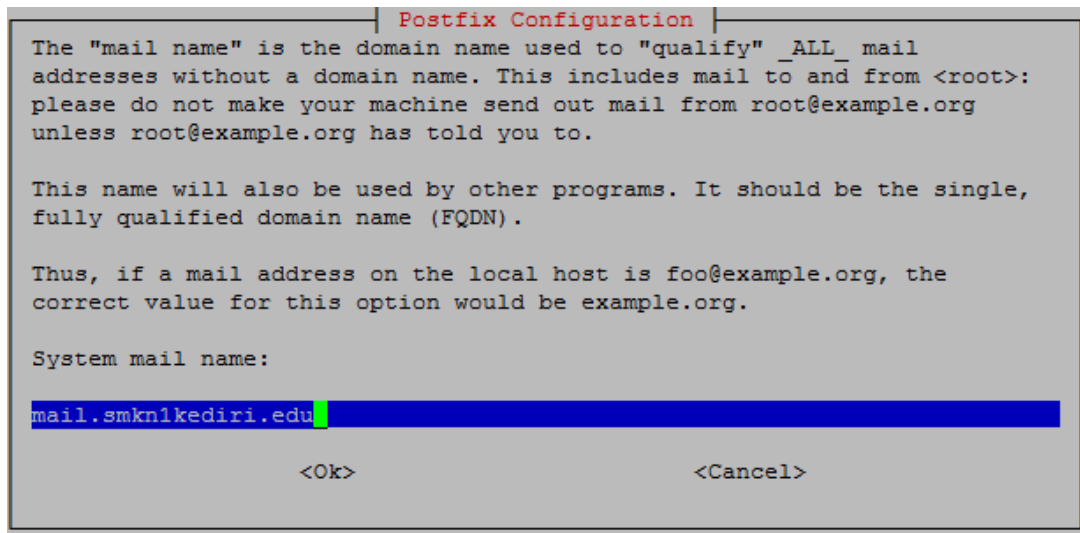 Postfix Configuration
The "mail name" is the domain name used to "qualify" _ALL_ mail
addresses without a domain name. This includes mail to and from <root>:
please do not make your machine send out mail from root@example.org
unless root@example.org has told you to.
This name will also be used by other programs. It should be the single,
fully qualified domain name (FQDN).
Thus, if a mail address on the local host is foo@example.org, the
correct value for this option would be example.org.
System mail name:
mail.smkn1kediri.edu
<Ok> <Cancel>